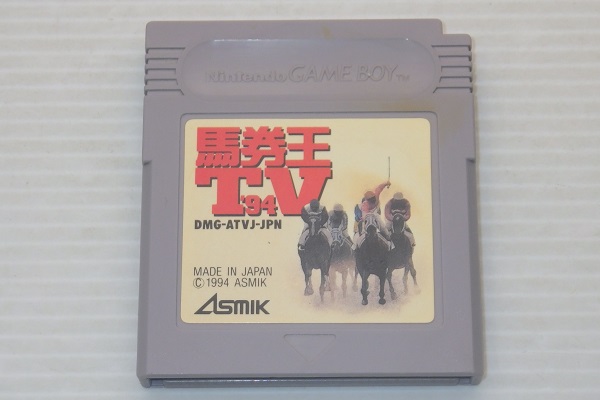 Nintendo GAME BOY™
馬券王
TV
'94
DMG-ATVJ-JPN
MADE IN JAPAN
©1994 ASMIK
ASMIK